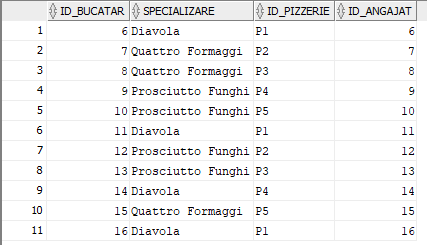 ID_BUCATAR SPECIALIZARE ID_PIZZERIE ID_ANGAJAT
1 6 Diavola P1 6
2 7 Quattro Formaggi P2 7
3 8 Quattro Formaggi P3 8
4 9 Prosciutto Funghi P4 9
5 10 Prosciutto Funghi P5 10
6 11 Diavola P1 11
7 12 Prosciutto Funghi P2 12
8 13 Prosciutto Funghi P3 13
9 14 Diavola P4 14
10 15 Quattro Formaggi P5 15
11 16 Diavola P1 16